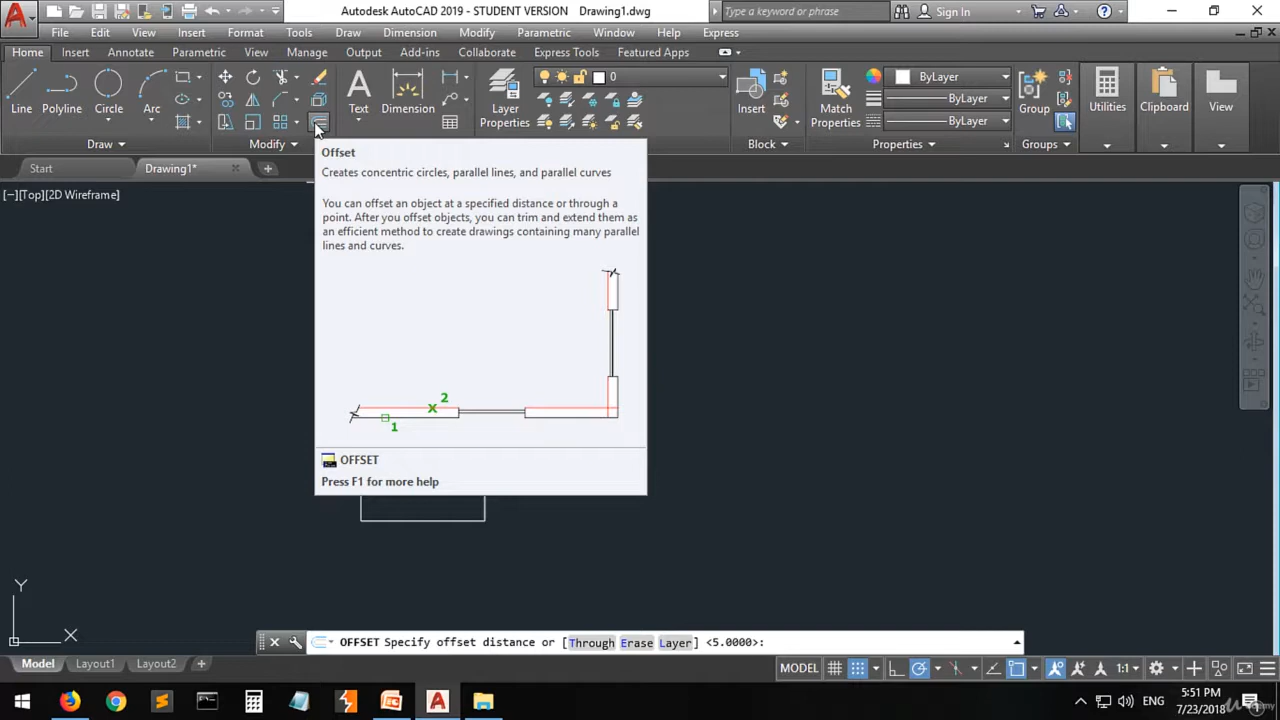 Autodesk AutoCAD 2019 - STUDENT VERSION Drawing1.dwg
Type a keyword or phrase
Sign In
File Edit View Insert Format Tools Draw Dimension Modify Parametric Window Help Express
Home Insert Annotate Parametric View Manage Output Add-ins Collaborate Express Tools Featured Apps
Line Polyline Circle Arc
Text Dimension
Layer
Properties
0
Insert
Match
Properties
ByLayer
ByLayer
ByLayer
Group
Utilities
Clipboard
View
Draw Modify Block Properties Groups
Start Drawing1*
[−][Top][2D Wireframe]
Offset
Creates concentric circles, parallel lines, and parallel curves
You can offset an object at a specified distance or through a
point. After you offset objects, you can trim and extend them as
an efficient method to create drawings containing many parallel
lines and curves.
2
1
OFFSET
Press F1 for more help
Y
X
OFFSET Specify offset distance or [Through Erase Layer] <5.0000>:
Model Layout1 Layout2
MODEL
1:1
ENG
5:51 PM
7/23/2018